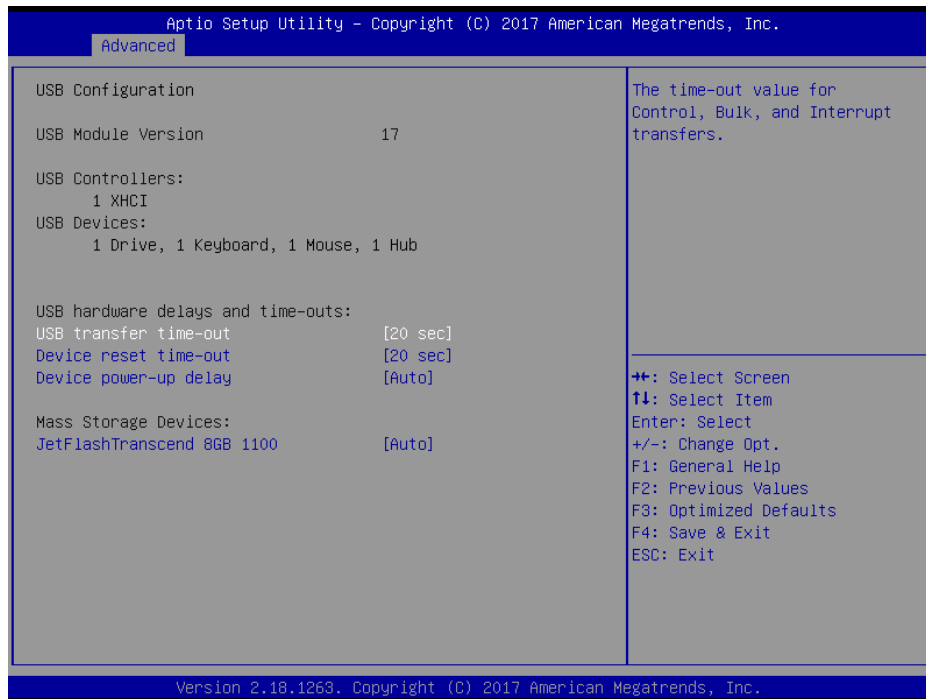 Aptio Setup Utility – Copyright (C) 2017 American Megatrends, Inc.
Advanced
USB Configuration
USB Module Version 17
USB Controllers:
1 XHCI
USB Devices:
1 Drive, 1 Keyboard, 1 Mouse, 1 Hub
USB hardware delays and time-outs:
USB transfer time-out [20 sec]
Device reset time-out [20 sec]
Device power-up delay [Auto]
Mass Storage Devices:
JetFlashTranscend 8GB 1100 [Auto]
The time-out value for
Control, Bulk, and Interrupt
transfers.
→←: Select Screen
↑↓: Select Item
Enter: Select
+/-: Change Opt.
F1: General Help
F2: Previous Values
F3: Optimized Defaults
F4: Save & Exit
ESC: Exit
Version 2.18.1263. Copyright (C) 2017 American Megatrends, Inc.